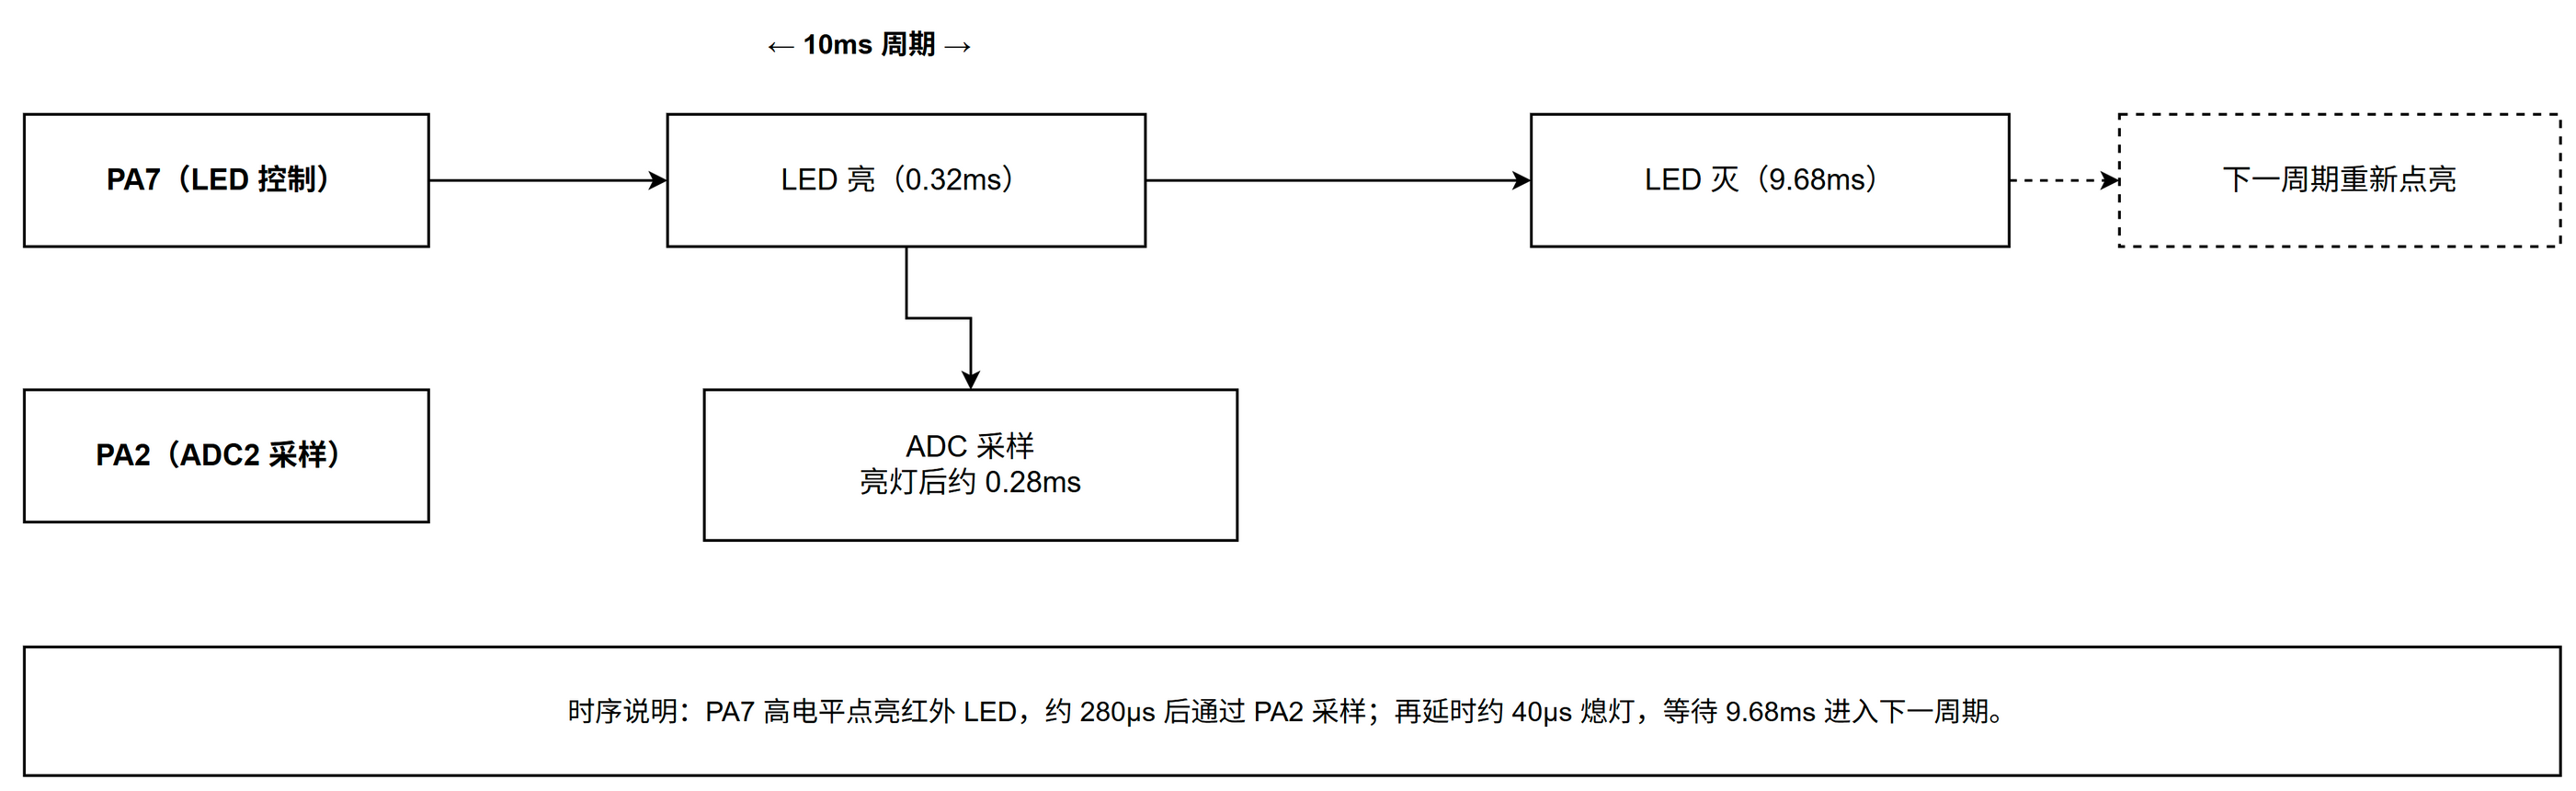 ← 10ms 周期 →
PA7（LED 控制）
LED 亮（0.32ms）
LED 灭（9.68ms）
下一周期重新点亮
PA2（ADC2 采样）
ADC 采样
亮灯后约 0.28ms
时序说明：PA7 高电平点亮红外 LED，约 280μs 后通过 PA2 采样；再延时约 40μs 熄灯，等待 9.68ms 进入下一周期。